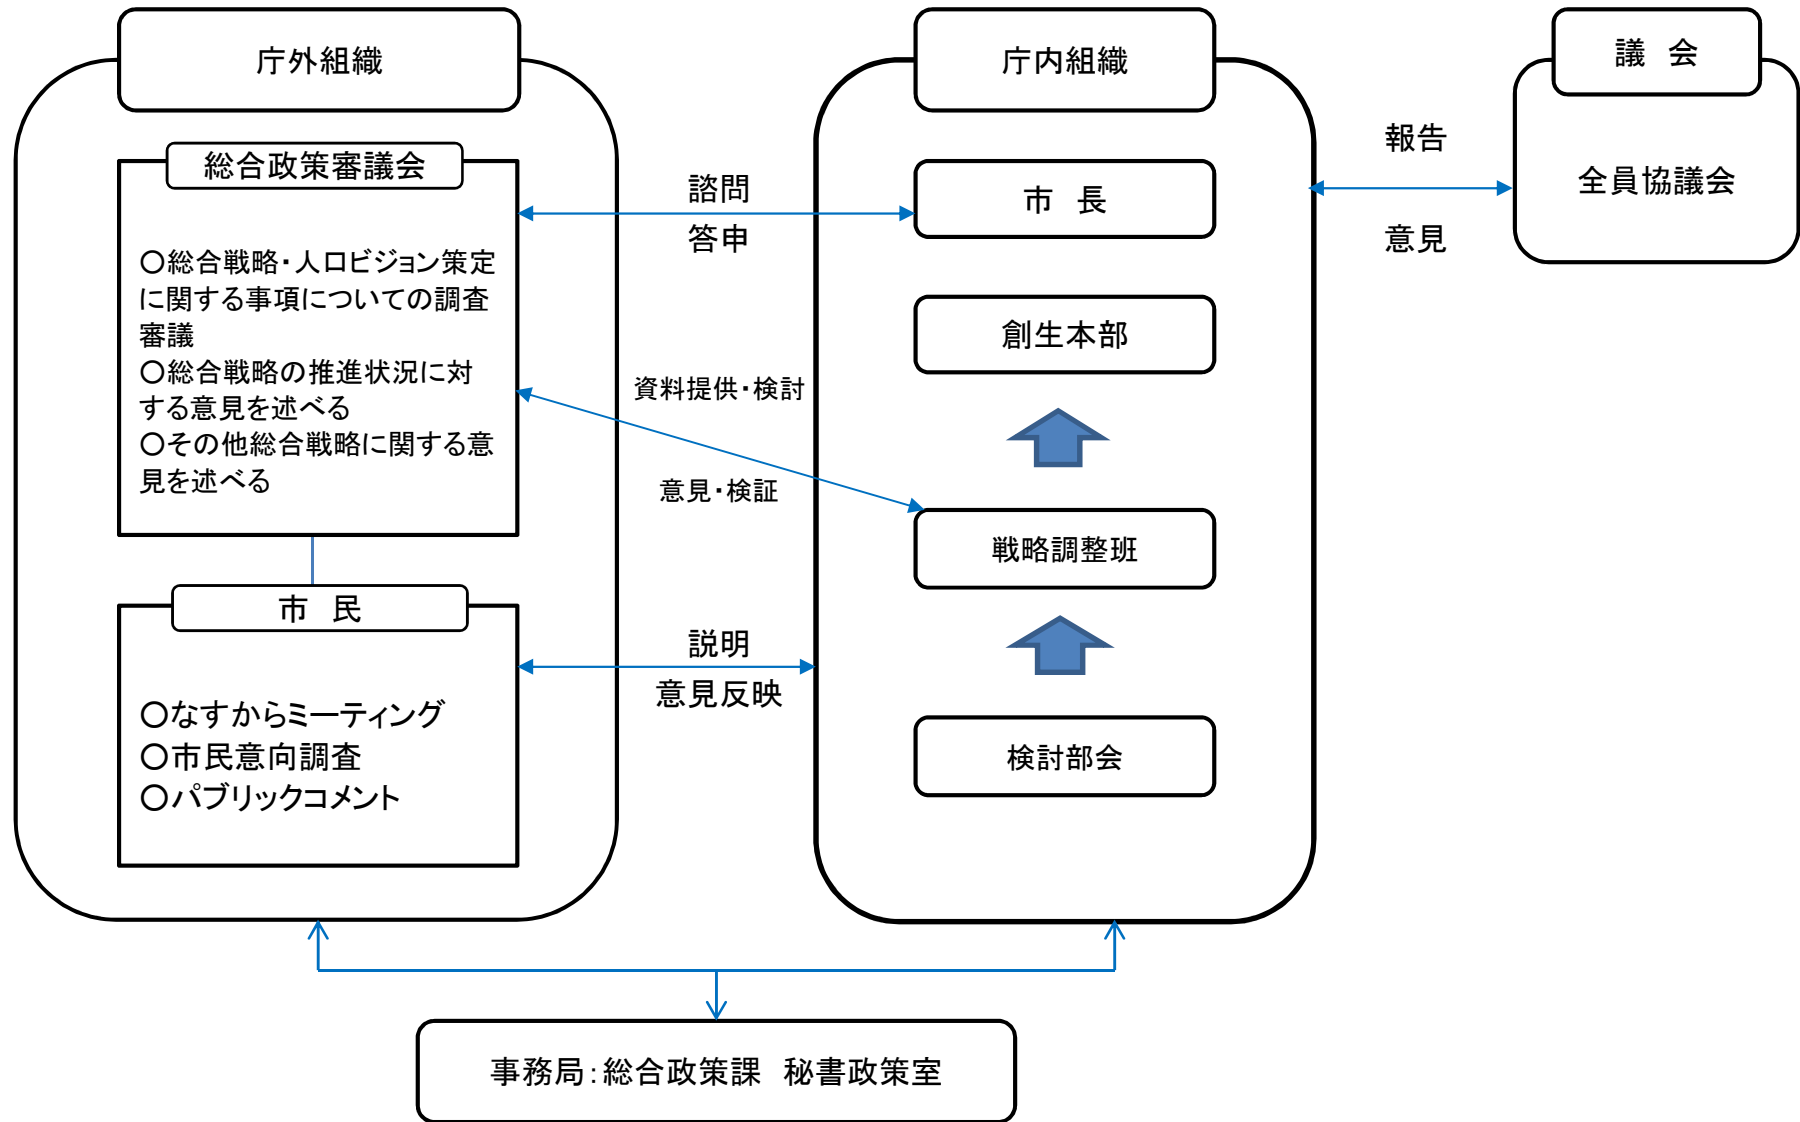 庁外組織
総合政策審議会
○総合戦略・人口ビジョン策定
に関する事項についての調査
審議
○総合戦略の推進状況に対
する意見を述べる
○その他総合戦略に関する意
見を述べる
市　民
○なすからミーティング
○市民意向調査
○パブリックコメント
諮問
答申
資料提供・検討
意見・検証
説明
意見反映
庁内組織
市　長
創生本部
戦略調整班
検討部会
報告
意見
議　会
全員協議会
事務局：総合政策課　秘書政策室